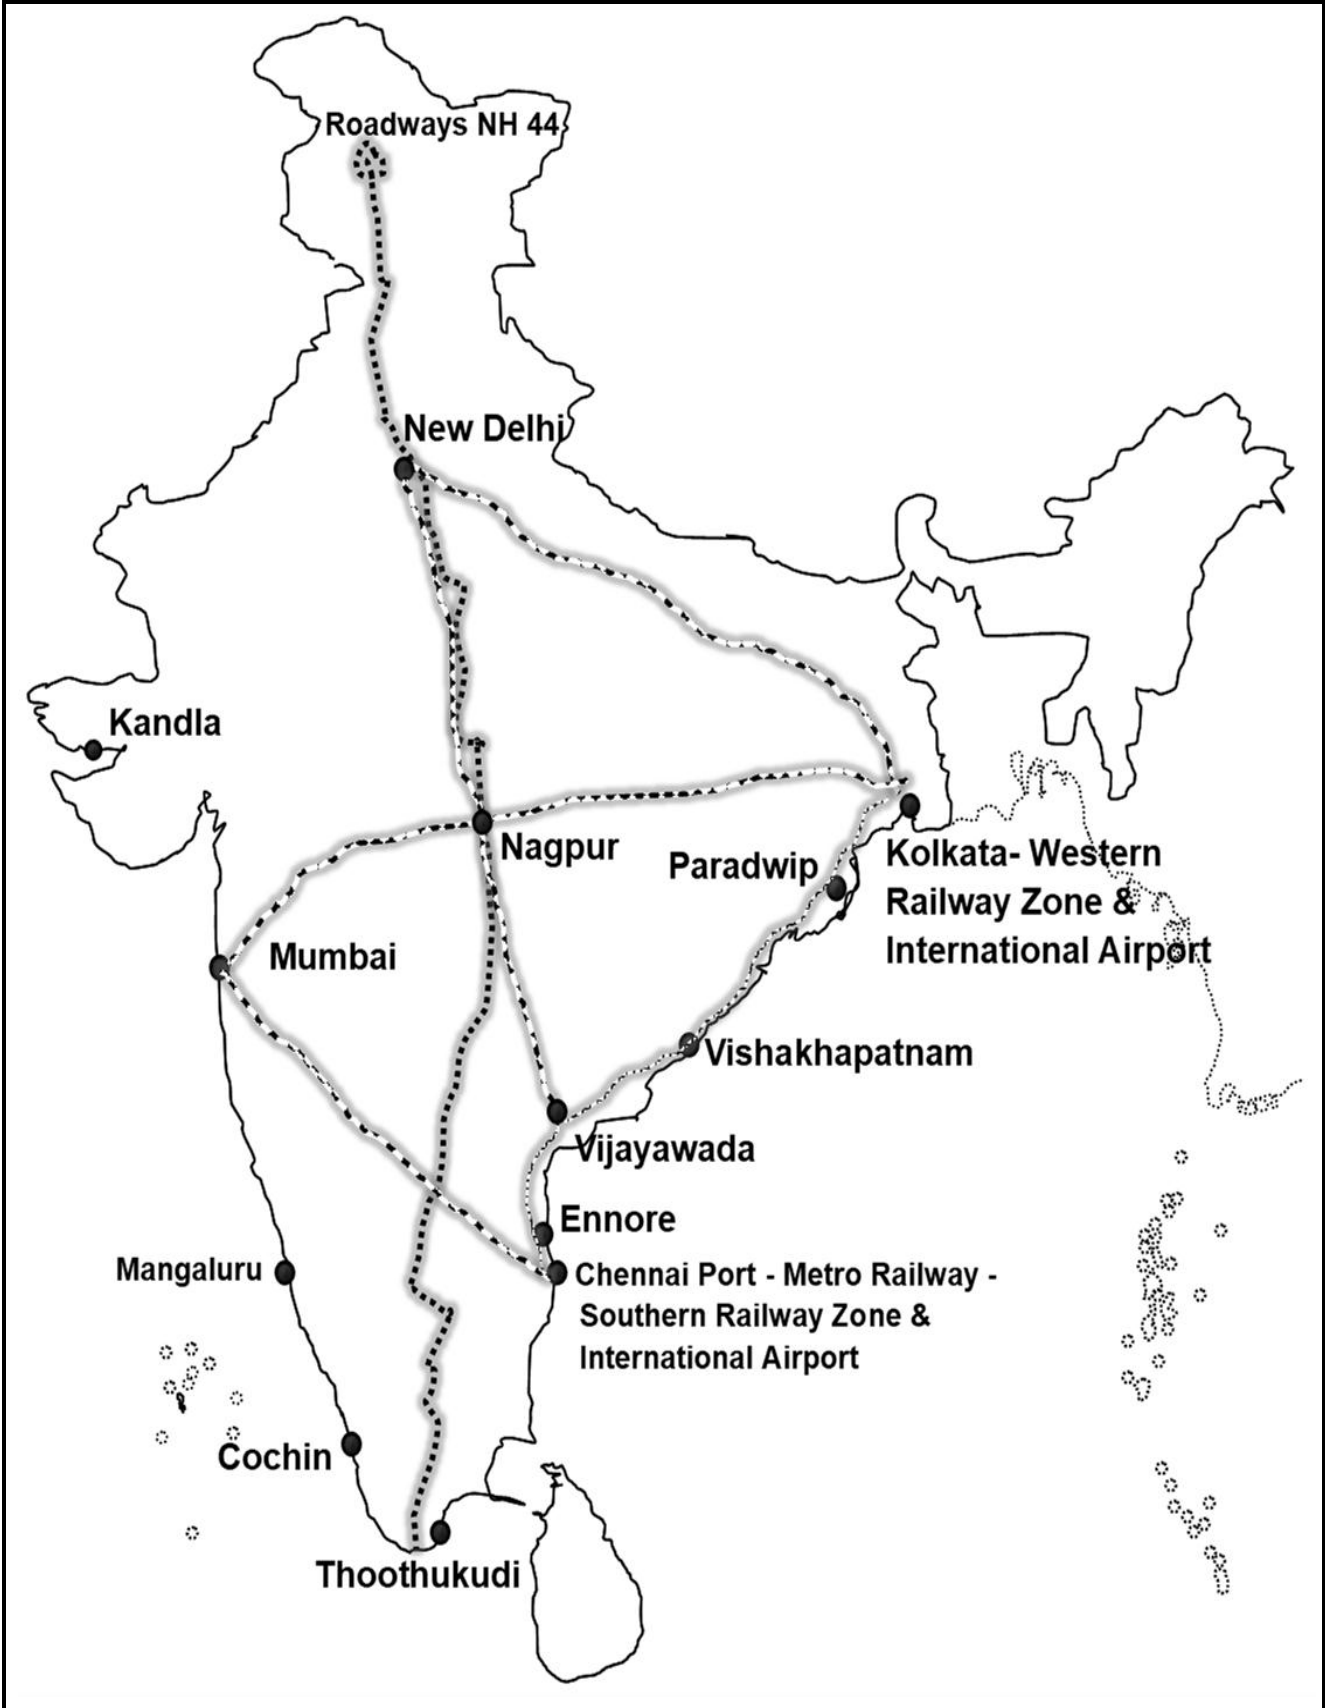 Roadways NH 44
New Delhi
Kandla
Nagpur
Paradwip
Kolkata- Western
Railway Zone &
International Airport
Mumbai
Vishakhapatnam
Vijayawada
Ennore
Mangaluru
Chennai Port - Metro Railway -
Southern Railway Zone &
International Airport
Cochin
Thoothukudi